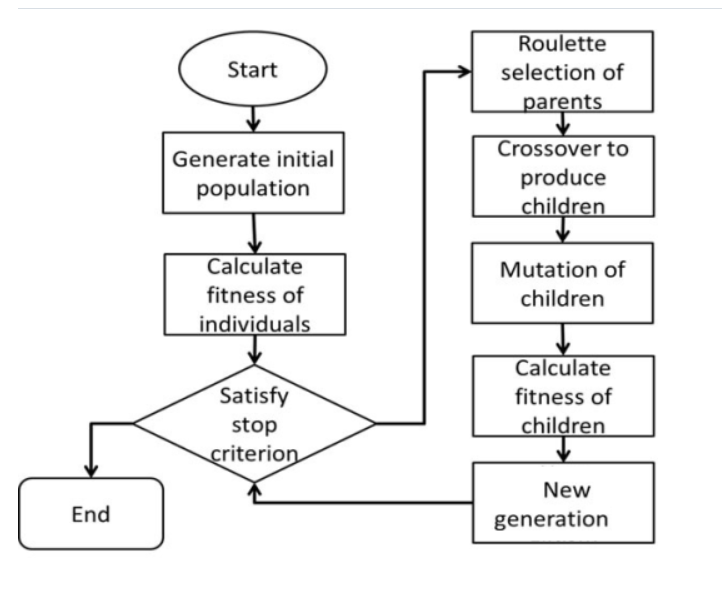 Start
Generate initial
population
Calculate
fitness of
individuals
Satisfy
stop
criterion
End
Roulette
selection of
parents
Crossover to
produce
children
Mutation of
children
Calculate
fitness of
children
New
generation